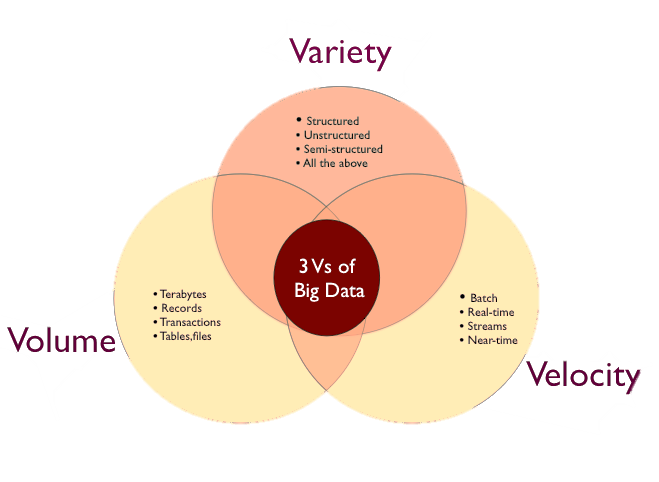 Variety
• Structured
• Unstructured
• Semi-structured
• All the above
3 Vs of
Big Data
• Terabytes
• Records
• Transactions
• Tables,files
Volume
• Batch
• Real-time
• Streams
• Near-time
Velocity